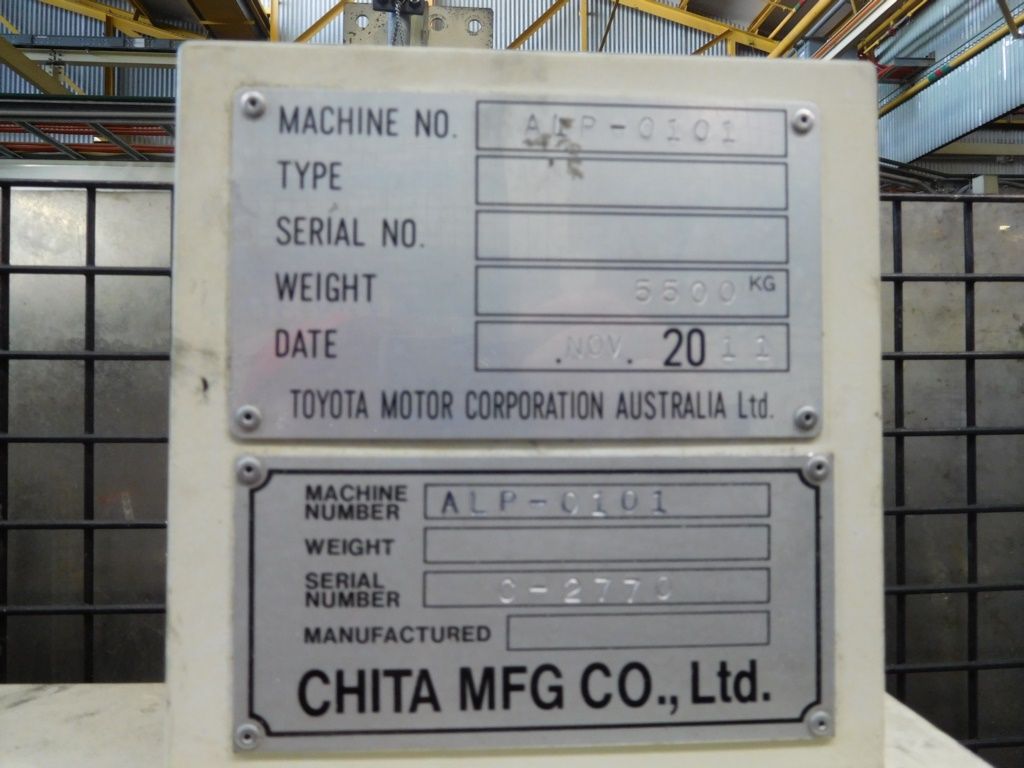 MACHINE NO. ALP-0101
TYPE
SERIAL NO.
WEIGHT 5500 KG
DATE .NOV. 2011
TOYOTA MOTOR CORPORATION AUSTRALIA Ltd.
MACHINE NUMBER ALP-0101
WEIGHT
SERIAL NUMBER C-2770
MANUFACTURED
CHITA MFG CO., Ltd.